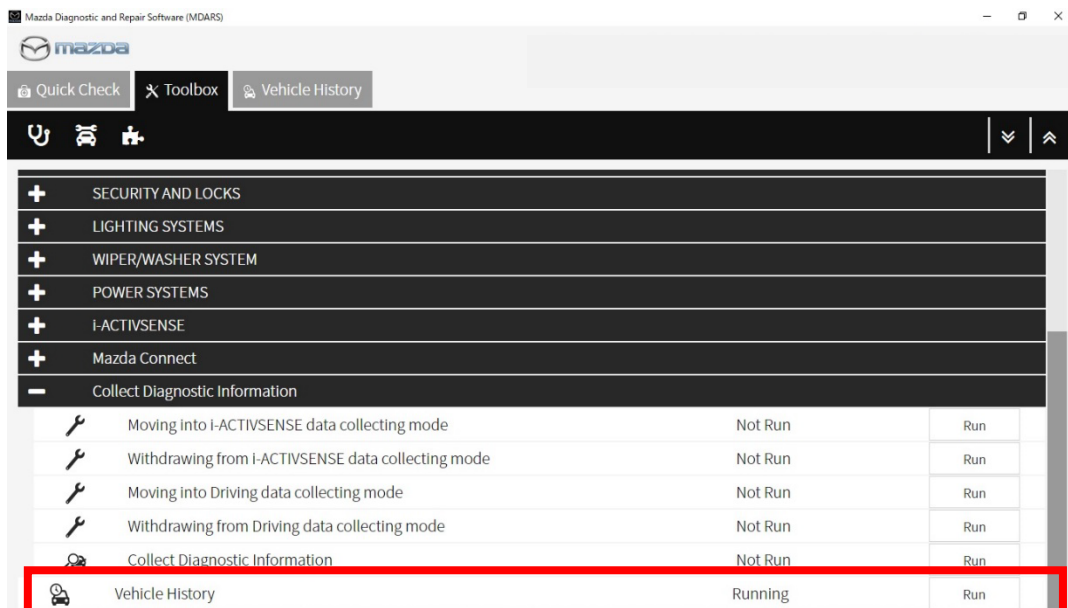 Mazda Diagnostic and Repair Software (MDARS)
mazda
Quick Check Toolbox Vehicle History
SECURITY AND LOCKS
LIGHTING SYSTEMS
WIPER/WASHER SYSTEM
POWER SYSTEMS
i-ACTIVSENSE
Mazda Connect
Collect Diagnostic Information
Moving into i-ACTIVSENSE data collecting mode Not Run Run
Withdrawing from i-ACTIVSENSE data collecting mode Not Run Run
Moving into Driving data collecting mode Not Run Run
Withdrawing from Driving data collecting mode Not Run Run
Collect Diagnostic Information Not Run Run
Vehicle History Running Run